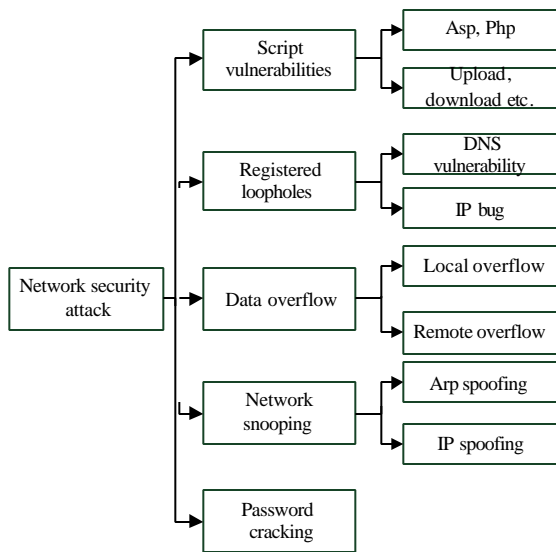 Network security
attack
Script
vulnerabilities
Asp, Php
Upload,
download etc.
Registered
loopholes
DNS
vulnerability
IP bug
Data overflow
Local overflow
Remote overflow
Network
snooping
Arp spoofing
IP spoofing
Password
cracking